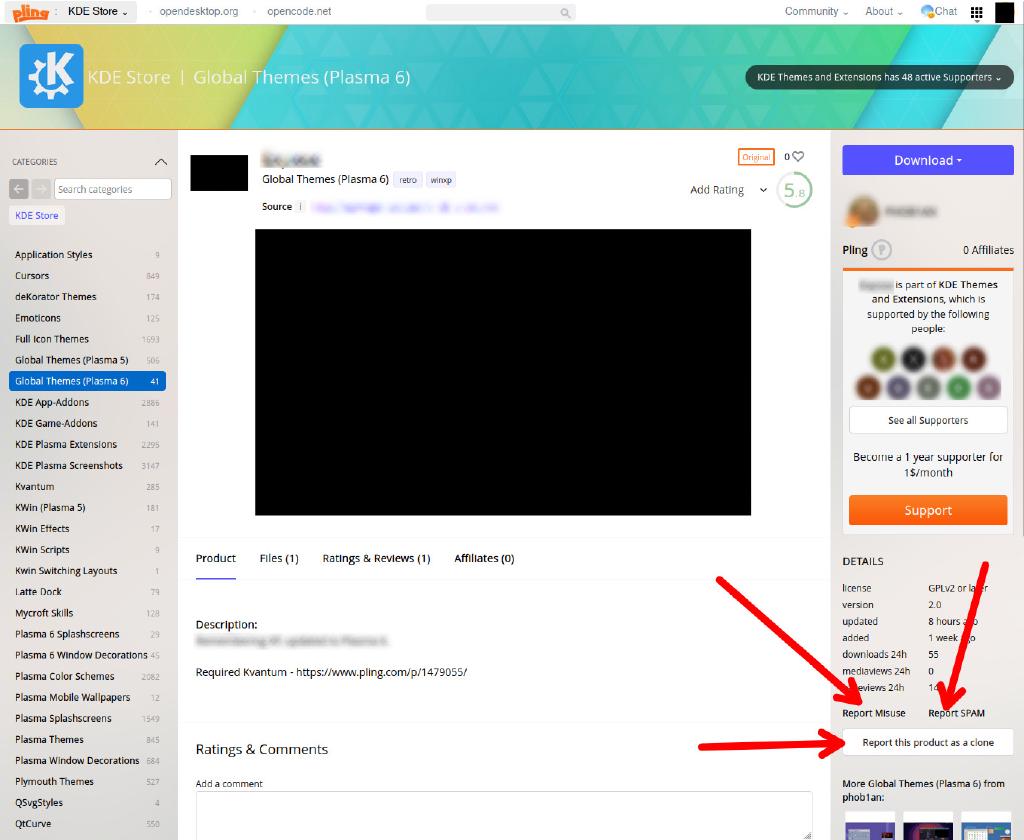 pling : KDE Store opendesktop.org opencode.net Community About Chat
KDE Store | Global Themes (Plasma 6)
KDE Themes and Extensions has 48 active Supporters
CATEGORIES
Search categories
KDE Store
Application Styles 9
Cursors 849
deKorator Themes 174
Emoticons 125
Full Icon Themes 1693
Global Themes (Plasma 5) 506
Global Themes (Plasma 6) 41
KDE App-Addons 2886
KDE Game-Addons 141
KDE Plasma Extensions 2295
KDE Plasma Screenshots 3147
Kvantum 285
KWin (Plasma 5) 181
KWin Effects 17
KWin Scripts 9
Kwin Switching Layouts 1
Latte Dock 79
Mycroft Skills 128
Plasma 6 Splashscreens 29
Plasma 6 Window Decorations 45
Plasma Color Schemes 2082
Plasma Mobile Wallpapers 12
Plasma Splashscreens 1549
Plasma Themes 845
Plasma Window Decorations 684
Plymouth Themes 527
QSvgStyles 4
QtCurve 550
Original 0
Global Themes (Plasma 6) retro winxp
Add Rating 5.8
Source i
Product Files (1) Ratings & Reviews (1) Affiliates (0)
Description:
Required Kvantum - https://www.pling.com/p/1479055/
Ratings & Comments
Add a comment
Download
Pling P 0 Affiliates
is part of KDE Themes
and Extensions, which is
supported by the following
people:
See all Supporters
Become a 1 year supporter for
1$/month
Support
DETAILS
license GPLv2 or later
version 2.0
updated 8 hours ago
added 1 week ago
downloads 24h 55
mediaviews 24h 0
24h
Report Misuse Report SPAM
Report this product as a clone
More Global Themes (Plasma 6) from
phob1an: